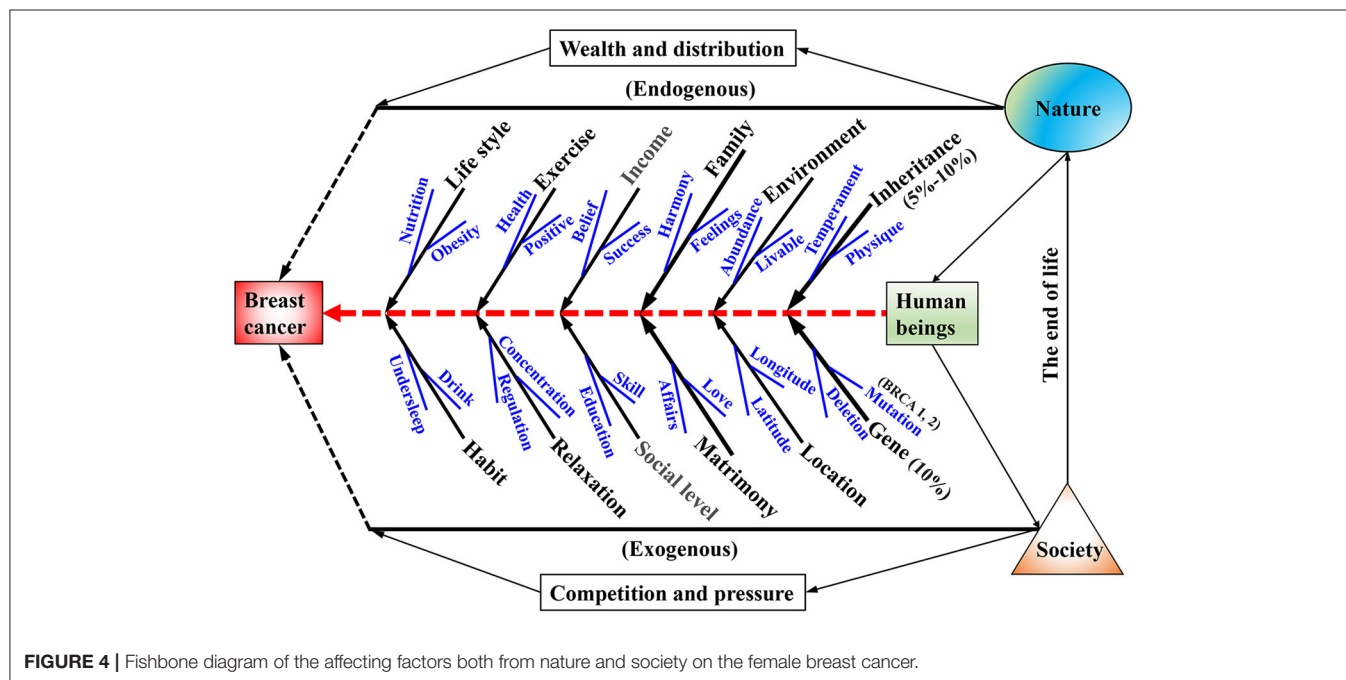 Wealth and distribution
(Endogenous)
Nature
Life style
Nutrition
Obesity
Exercise
Health
Positive
Income
Belief
Success
Family
Harmony
Feelings
Environment
Abundance
Livable
Inheritance
(5%-10%)
Temperament
Physique
Breast
cancer
Human
beings
The end of life
Undersleep
Drink
Habit
Regulation
Concentration
Relaxation
Education
Skill
Social level
Affairs
Love
Matrimony
Latitude
Longitude
Location
Deletion
Mutation
(BRCA 1, 2)
Gene (10%)
Society
(Exogenous)
Competition and pressure
FIGURE 4 | Fishbone diagram of the affecting factors both from nature and society on the female breast cancer.